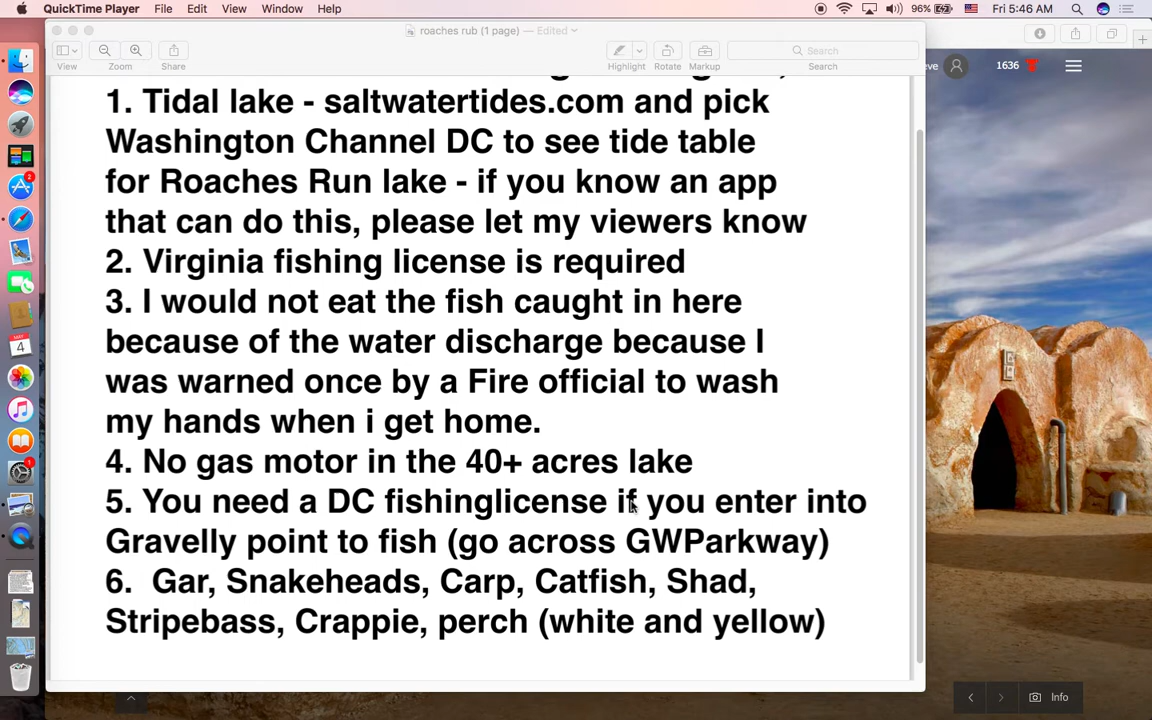 QuickTime Player File Edit View Window Help 96% Fri 5:46 AM
roaches rub (1 page) — Edited
View Zoom Share Highlight Rotate Markup Search
Search
eve 1636
1. Tidal lake - saltwatertides.com and pick
Washington Channel DC to see tide table
for Roaches Run lake - if you know an app
that can do this, please let my viewers know
2. Virginia fishing license is required
3. I would not eat the fish caught in here
because of the water discharge because I
was warned once by a Fire official to wash
my hands when i get home.
4. No gas motor in the 40+ acres lake
5. You need a DC fishinglicense if you enter into
Gravelly point to fish (go across GWParkway)
6. Gar, Snakeheads, Carp, Catfish, Shad,
Stripebass, Crappie, perch (white and yellow)
MAY
4
2
1
Info